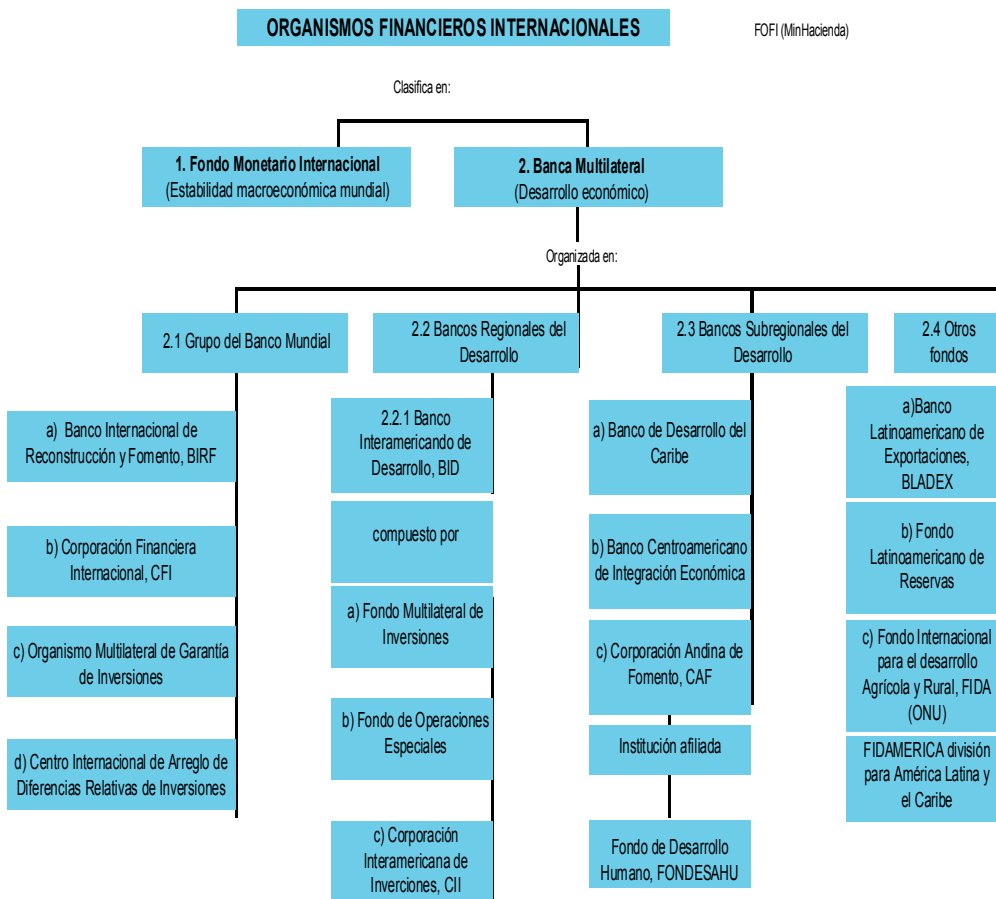 ORGANISMOS FINANCIEROS INTERNACIONALES
FOFI (MinHacienda)
Clasifica en:
1. Fondo Monetario Internacional
(Estabilidad macroeconómica mundial)
2. Banca Multilateral
(Desarrollo económico)
Organizada en:
2.1 Grupo del Banco Mundial
a) Banco Internacional de
Reconstrucción y Fomento, BIRF
b) Corporación Financiera
Internacional, CFI
c) Organismo Multilateral de Garantía
de Inversiones
d) Centro Internacional de Arreglo de
Diferencias Relativas de Inversiones
2.2 Bancos Regionales del
Desarrollo
2.2.1 Banco
Interamericando de
Desarrollo, BID
compuesto por
a) Fondo Multilateral de
Inversiones
b) Fondo de Operaciones
Especiales
c) Corporación
Interamericana de
Inverciones, CII
2.3 Bancos Subregionales del
Desarrollo
a) Banco de Desarrollo del
Caribe
b) Banco Centroamericano
de Integración Económica
c) Corporación Andina de
Fomento, CAF
Institución afiliada
Fondo de Desarrollo
Humano, FONDESAHU
2.4 Otros
fondos
a)Banco
Latinoamericano de
Exportaciones,
BLADEX
b) Fondo
Latinoamericano de
Reservas
c) Fondo Internacional
para el desarrollo
Agrícola y Rural, FIDA
(ONU)
FIDAMERICA división
para América Latina y
el Caribe